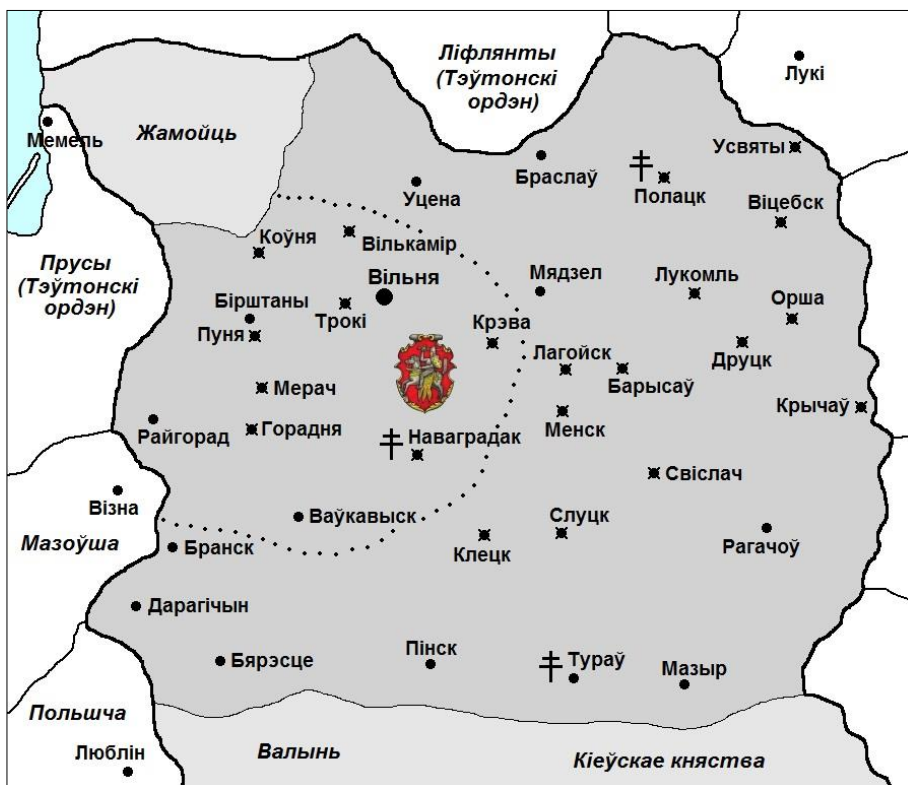 Ліфлянты
(Тэўтонскі
ордэн)
Лукі
Мемель
Жамойць
Усвяты
Браслаў
Полацк
Уцена
Віцебск
Коўня
Вількамір
Прусы
(Тэўтонскі
ордэн)
Вільня
Мядзел
Лукомль
Бірштаны
Трокі
Орша
Пуня
Крэва
Лагойск
Друцк
Барысаў
Мерач
Крычаў
Райгорад
Горадня
Менск
Наваградак
Свіслач
Візна
Ваўкавыск
Слуцк
Мазоўша
Бранск
Клецк
Рагачоў
Дарагічын
Бярэсце
Пінск
Тураў
Мазыр
Польшча
Люблін
Валынь
Кіеўскае княства